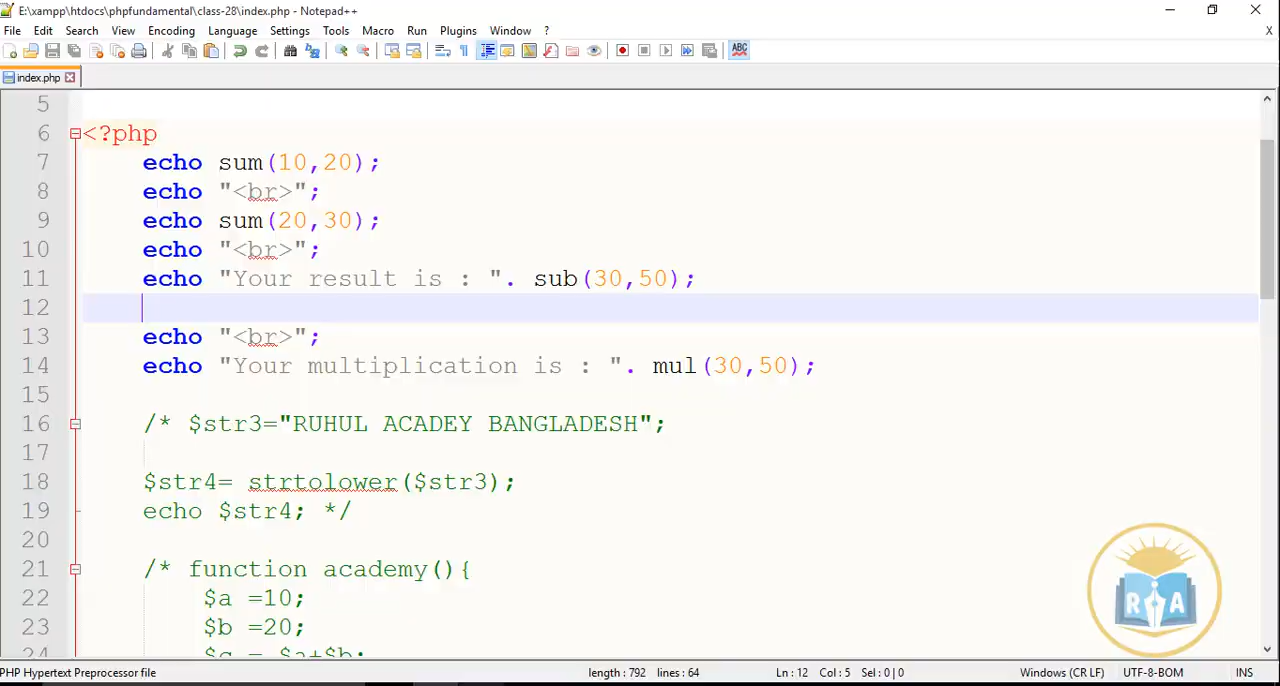 E:\xampp\htdocs\phpfundamental\class-28\index.php - Notepad++
File Edit Search View Encoding Language Settings Tools Macro Run Plugins Window ? X
ABC
index.php
5
6 <?php
7 echo sum(10,20);
8 echo "<br>";
9 echo sum(20,30);
10 echo "<br>";
11 echo "Your result is : ". sub(30,50);
12
13 echo "<br>";
14 echo "Your multiplication is : ". mul(30,50);
15
16 /* $str3="RUHUL ACADEY BANGLADESH";
17
18 $str4= strtolower($str3);
19 echo $str4; */
20
21 /* function academy(){
22 $a =10;
23 $b =20;
24 $c = $a+$b;
R A
PHP Hypertext Preprocessor file length : 792 lines : 64 Ln : 12 Col : 5 Sel : 0 | 0 Windows (CR LF) UTF-8-BOM INS